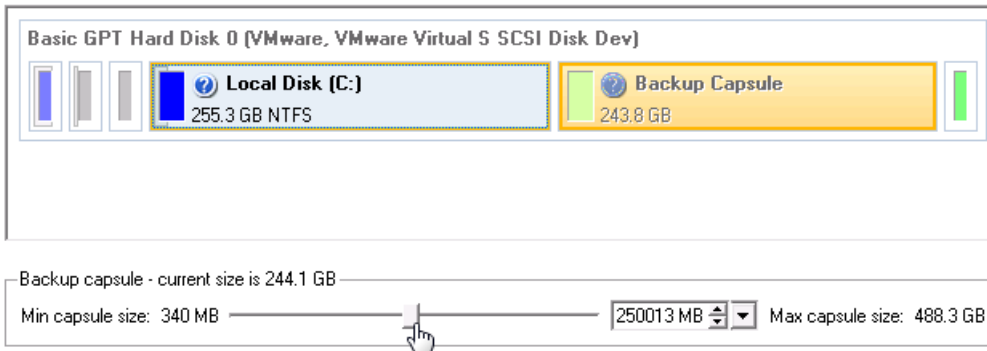 Basic GPT Hard Disk 0 (VMware, VMware Virtual S SCSI Disk Dev)
Local Disk (C:)
255.3 GB NTFS
Backup Capsule
243.8 GB
Backup capsule - current size is 244.1 GB
Min capsule size: 340 MB 250013 MB Max capsule size: 488.3 GB